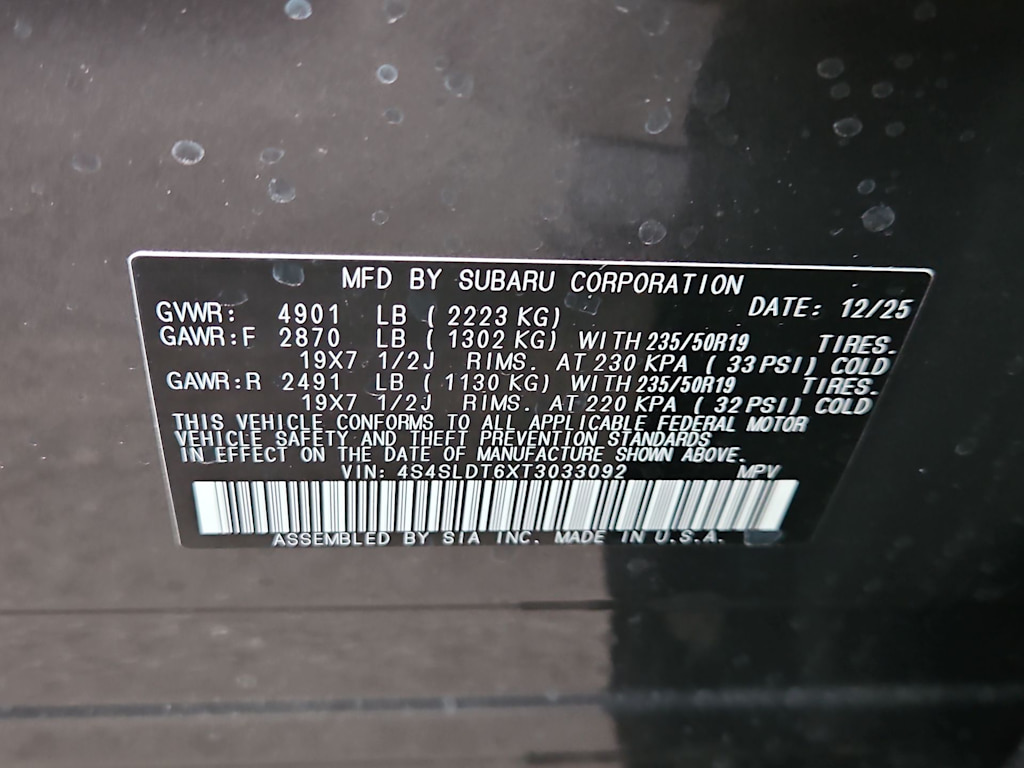 MFD BY SUBARU CORPORATION
GVWR: 4901 LB ( 2223 KG) DATE: 12/25
GAWR:F 2870 LB ( 1302 KG) WITH 235/50R19 TIRES.
19X7 1/2J RIMS. AT 230 KPA ( 33 PSI) COLD
GAWR:R 2491 LB ( 1130 KG) WITH 235/50R19 TIRES.
19X7 1/2J RIMS. AT 220 KPA ( 32 PSI) COLD
THIS VEHICLE CONFORMS TO ALL APPLICABLE FEDERAL MOTOR
VEHICLE SAFETY AND THEFT PREVENTION STANDARDS
IN EFFECT ON THE DATE OF MANUFACTURE SHOWN ABOVE.
VIN: 4S4SLDT6XT3033092 MPV
ASSEMBLED BY SIA INC. MADE IN U.S.A.